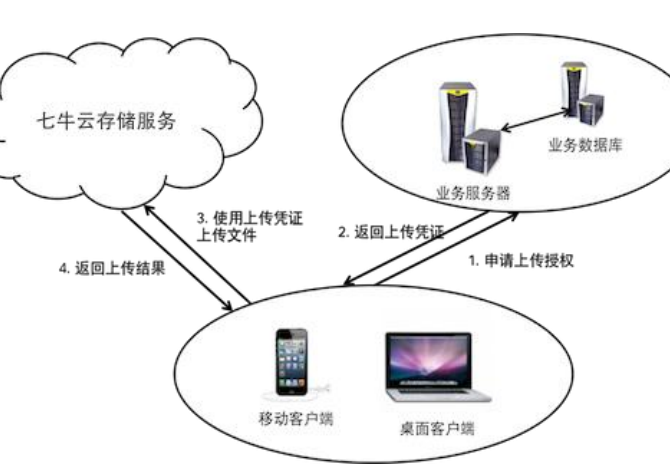 七牛云存储服务
业务数据库
业务服务器
3. 使用上传凭证
上传文件
2. 返回上传凭证
4. 返回上传结果
1. 申请上传授权
移动客户端
桌面客户端